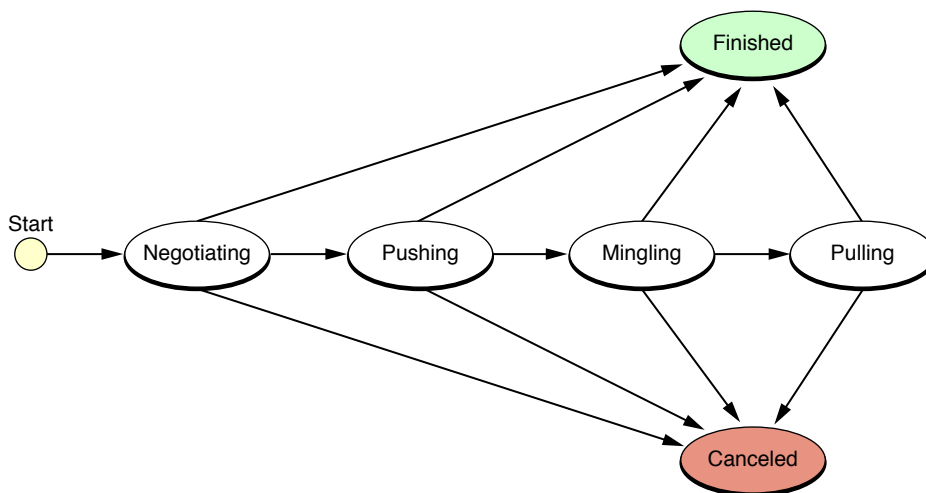 Finished
Start
Negotiating
Pushing
Mingling
Pulling
Canceled